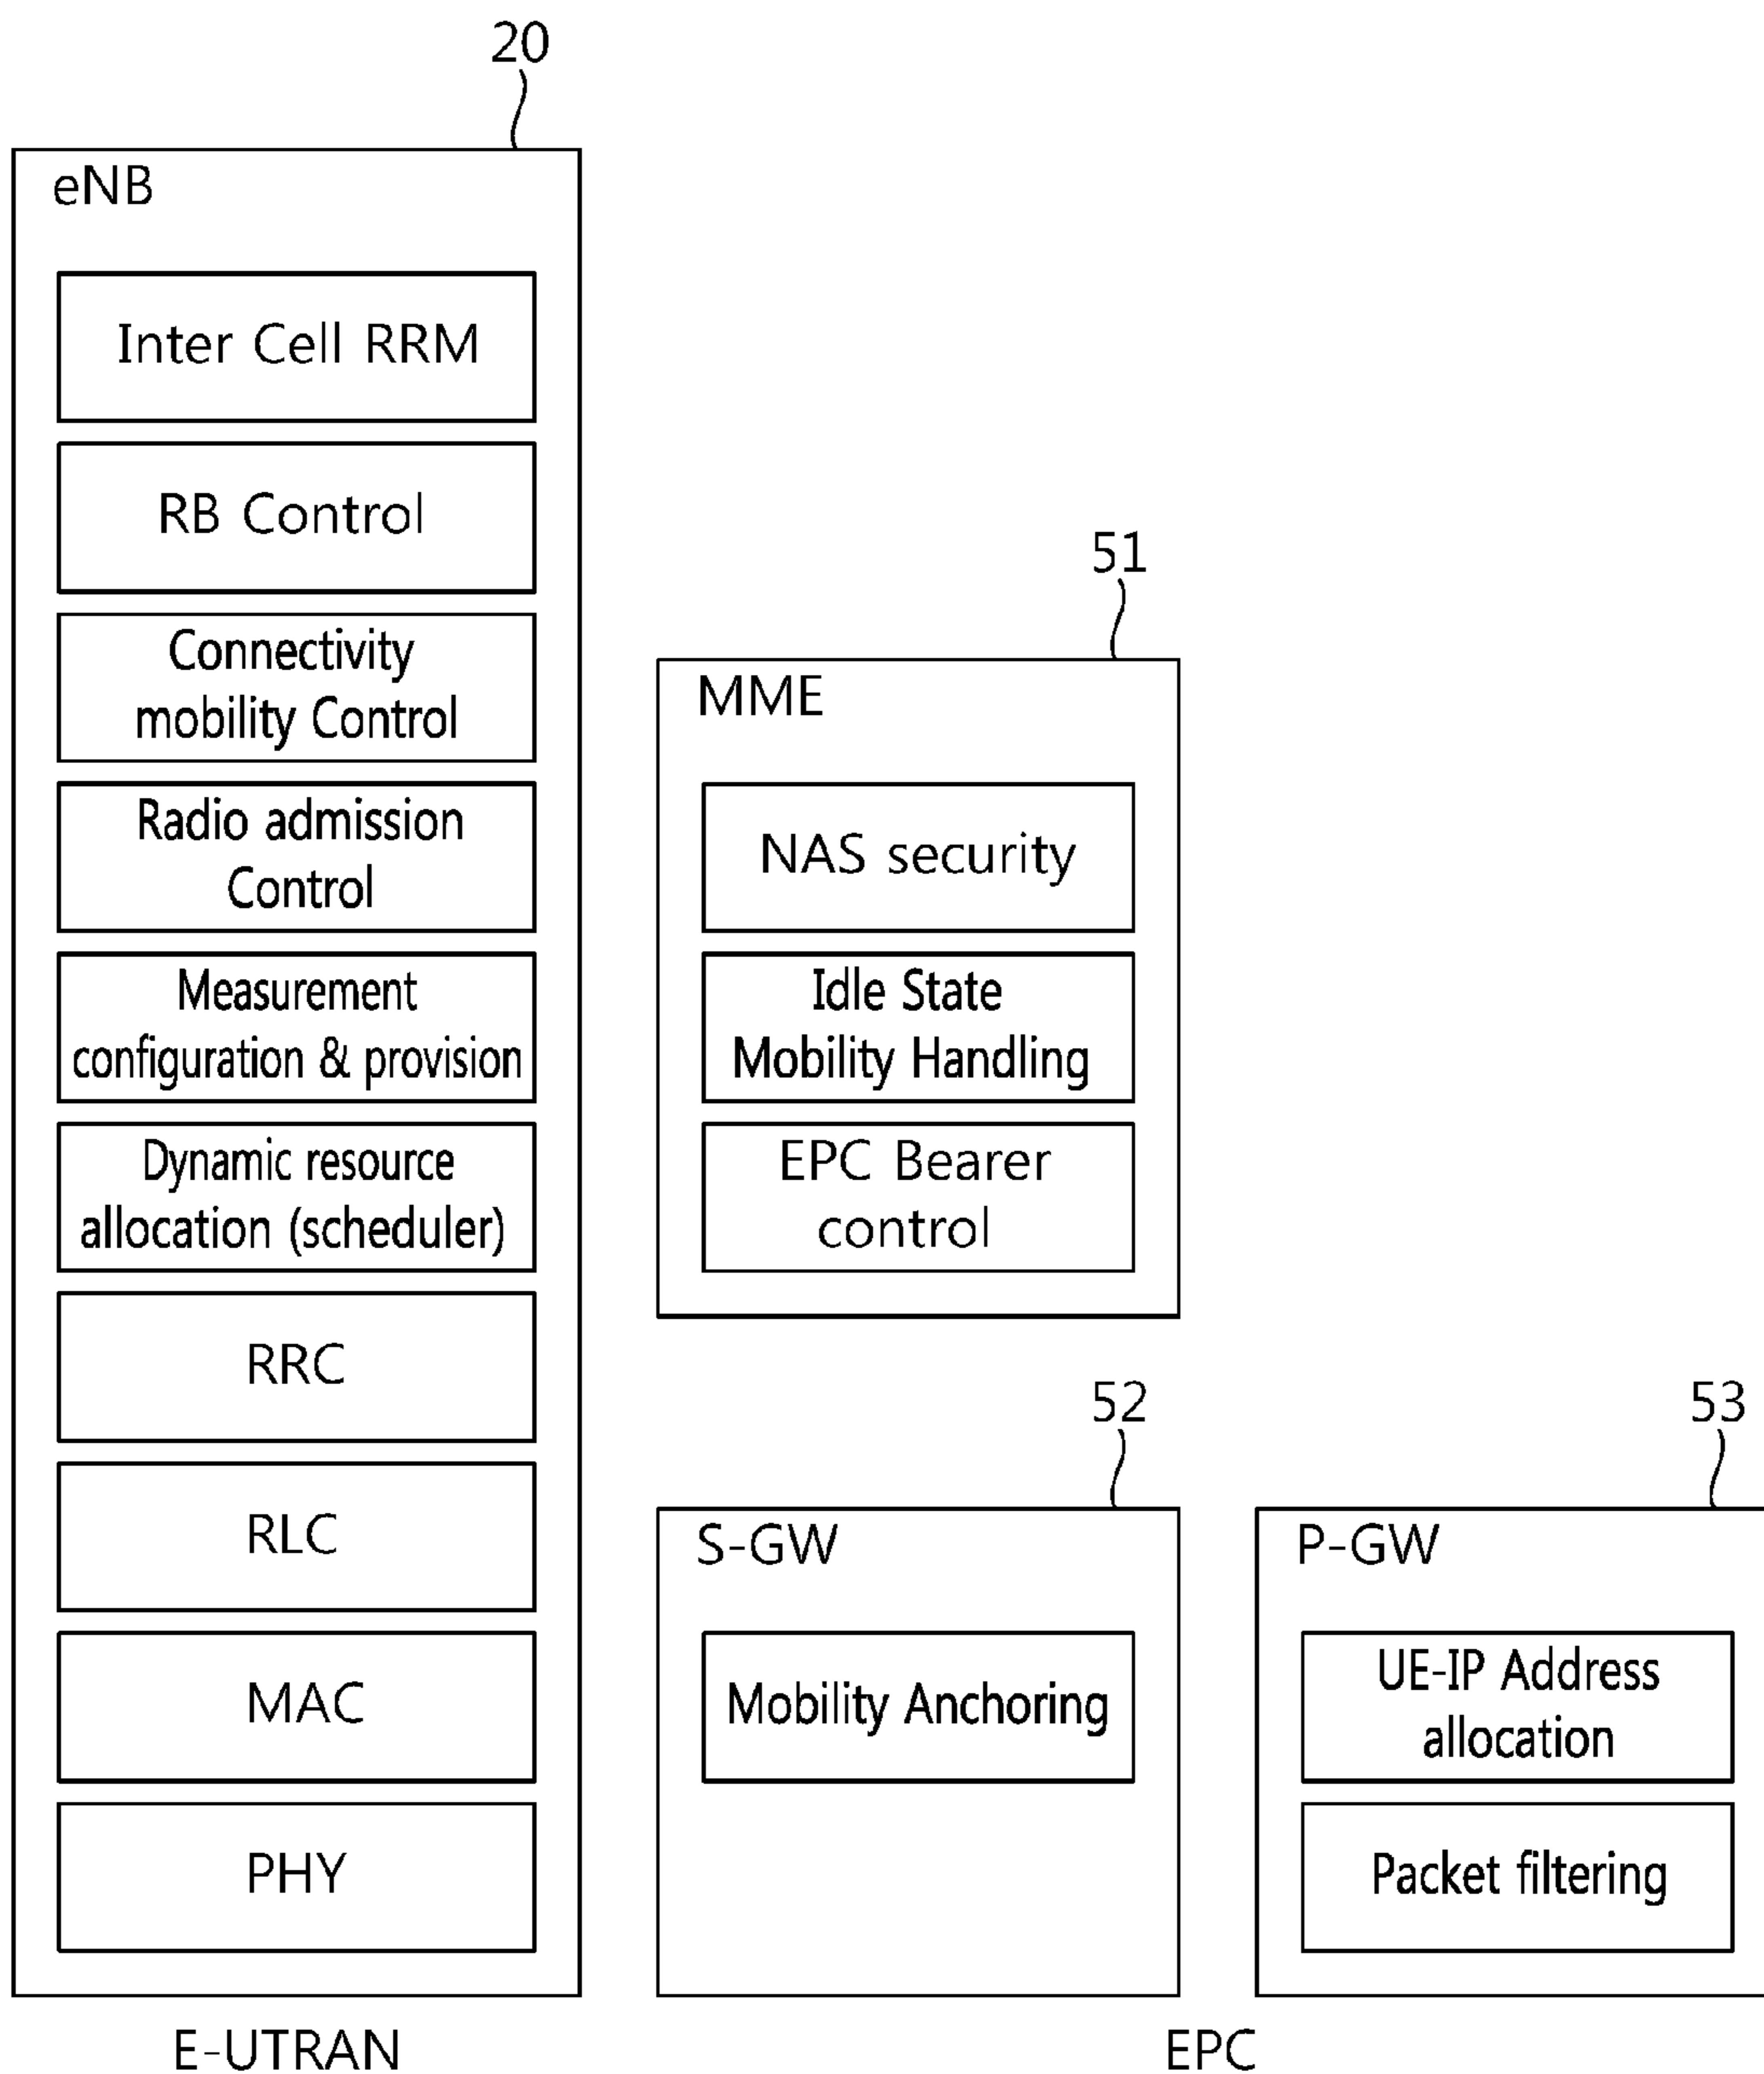 20
eNB
Inter Cell RRM
RB Control
Connectivity
mobility Control
Radio admission
Control
Measurement
configuration & provision
Dynamic resource
allocation (scheduler)
RRC
RLC
MAC
PHY
E-UTRAN
51
MME
NAS security
Idle State
Mobility Handling
EPC Bearer
control
52
S-GW
Mobility Anchoring
53
P-GW
UE-IP Address
allocation
Packet filtering
EPC